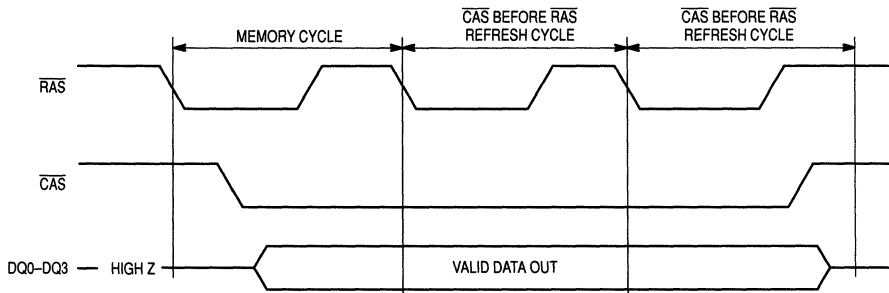 MEMORY CYCLE
CAS BEFORE RAS
REFRESH CYCLE
CAS BEFORE RAS
REFRESH CYCLE
RAS
CAS
DQ0–DQ3 HIGH Z VALID DATA OUT